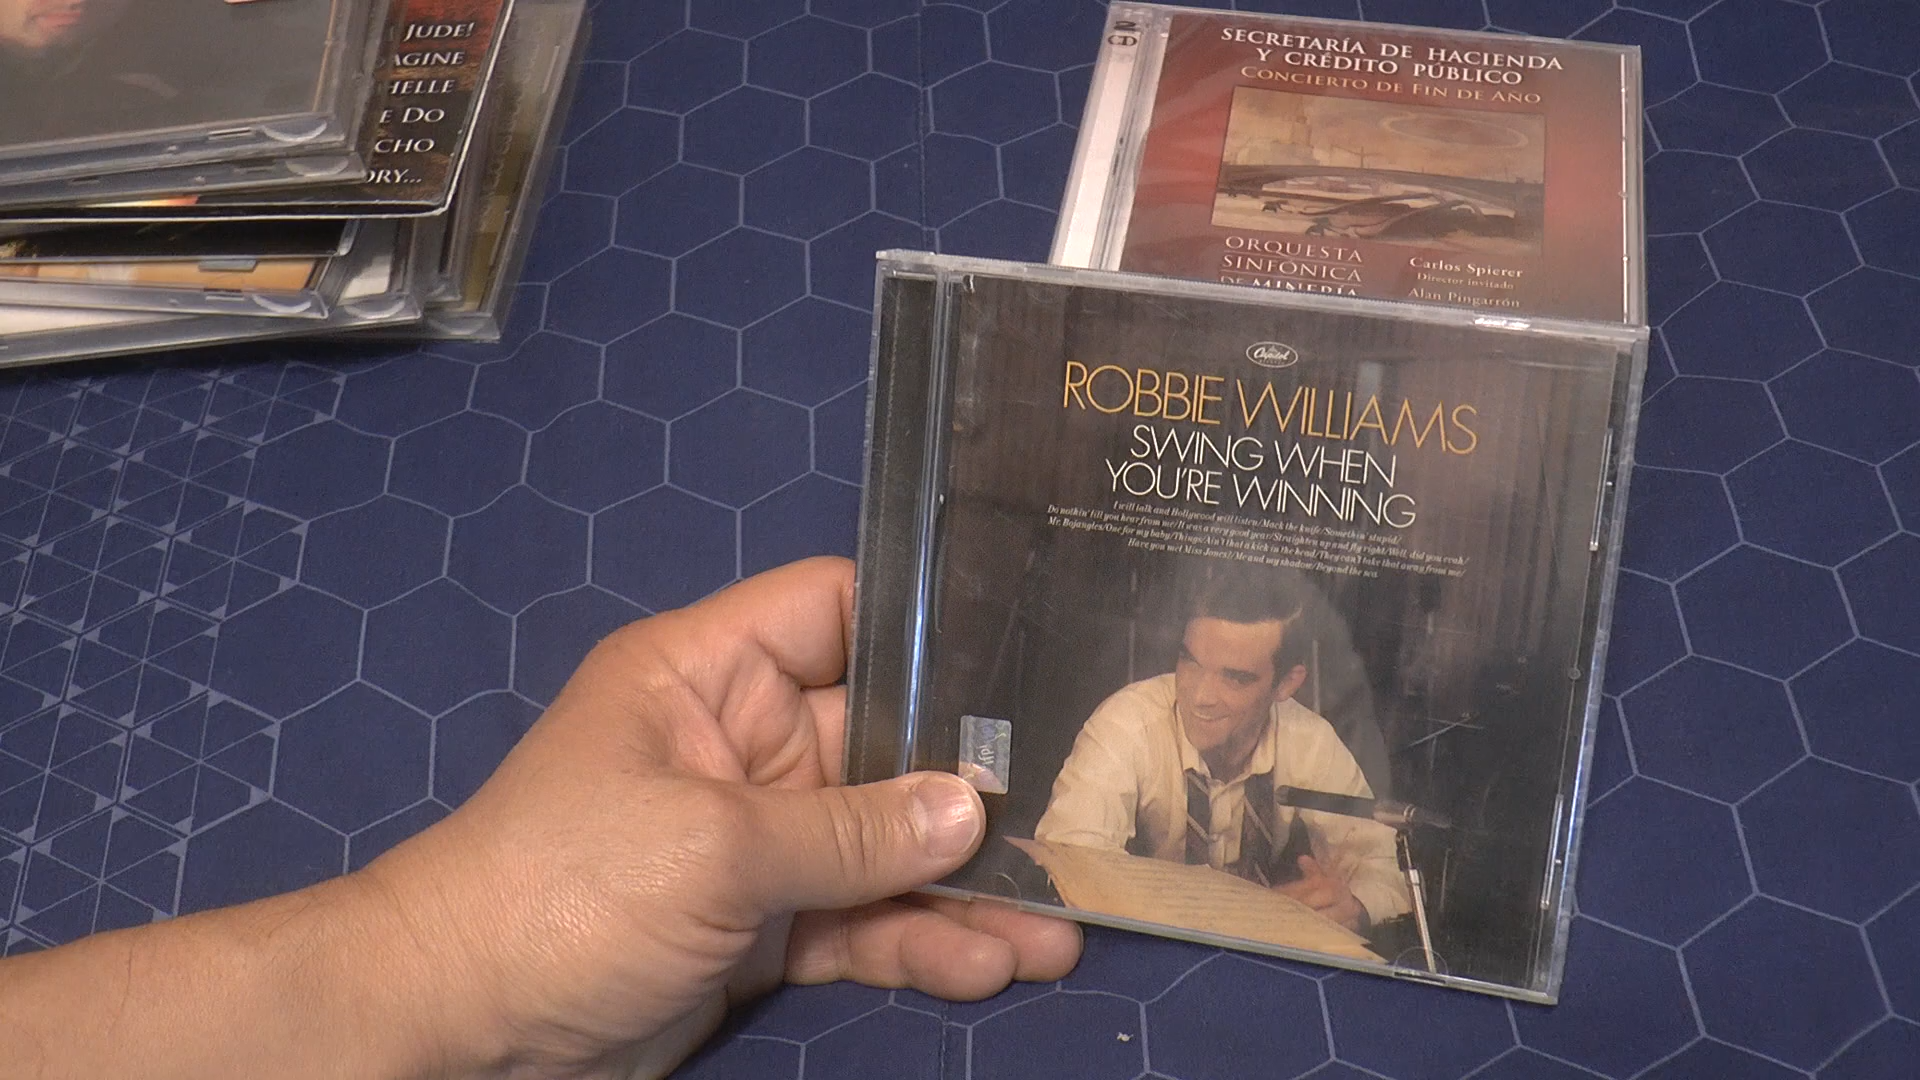 JUDE!
AGINE
HELLE
E DO
CHO
ORY...
2
CD
SECRETARÍA DE HACIENDA
Y CRÉDITO PÚBLICO
CONCIERTO DE FIN DE AÑO
ORQUESTA
SINFÓNICA
DE MINERÍA
Carlos Spierer
Director invitado
Alan Pingarrón
Capitol
ROBBIE WILLIAMS
SWING WHEN
YOU'RE WINNING
I will talk and Hollywood will listen/Mack the knife/Somethin' stupid/
Do nothin' till you hear from me/It was a very good year/Straighten up and fly right/Well, did you evah/
Mr. Bojangles/One for my baby/Things/Ain't that a kick in the head/They can't take that away from me/
Have you met Miss Jones?/Me and my shadow/Beyond the sea